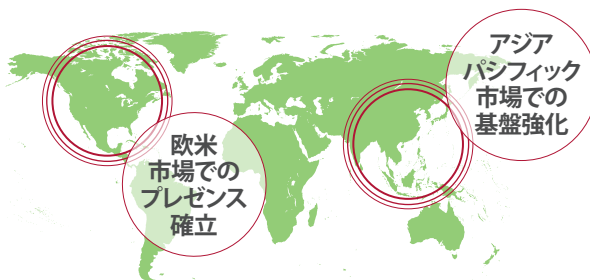 欧米
市場での
プレゼンス
確立
アジア
パシフィック
市場での
基盤強化